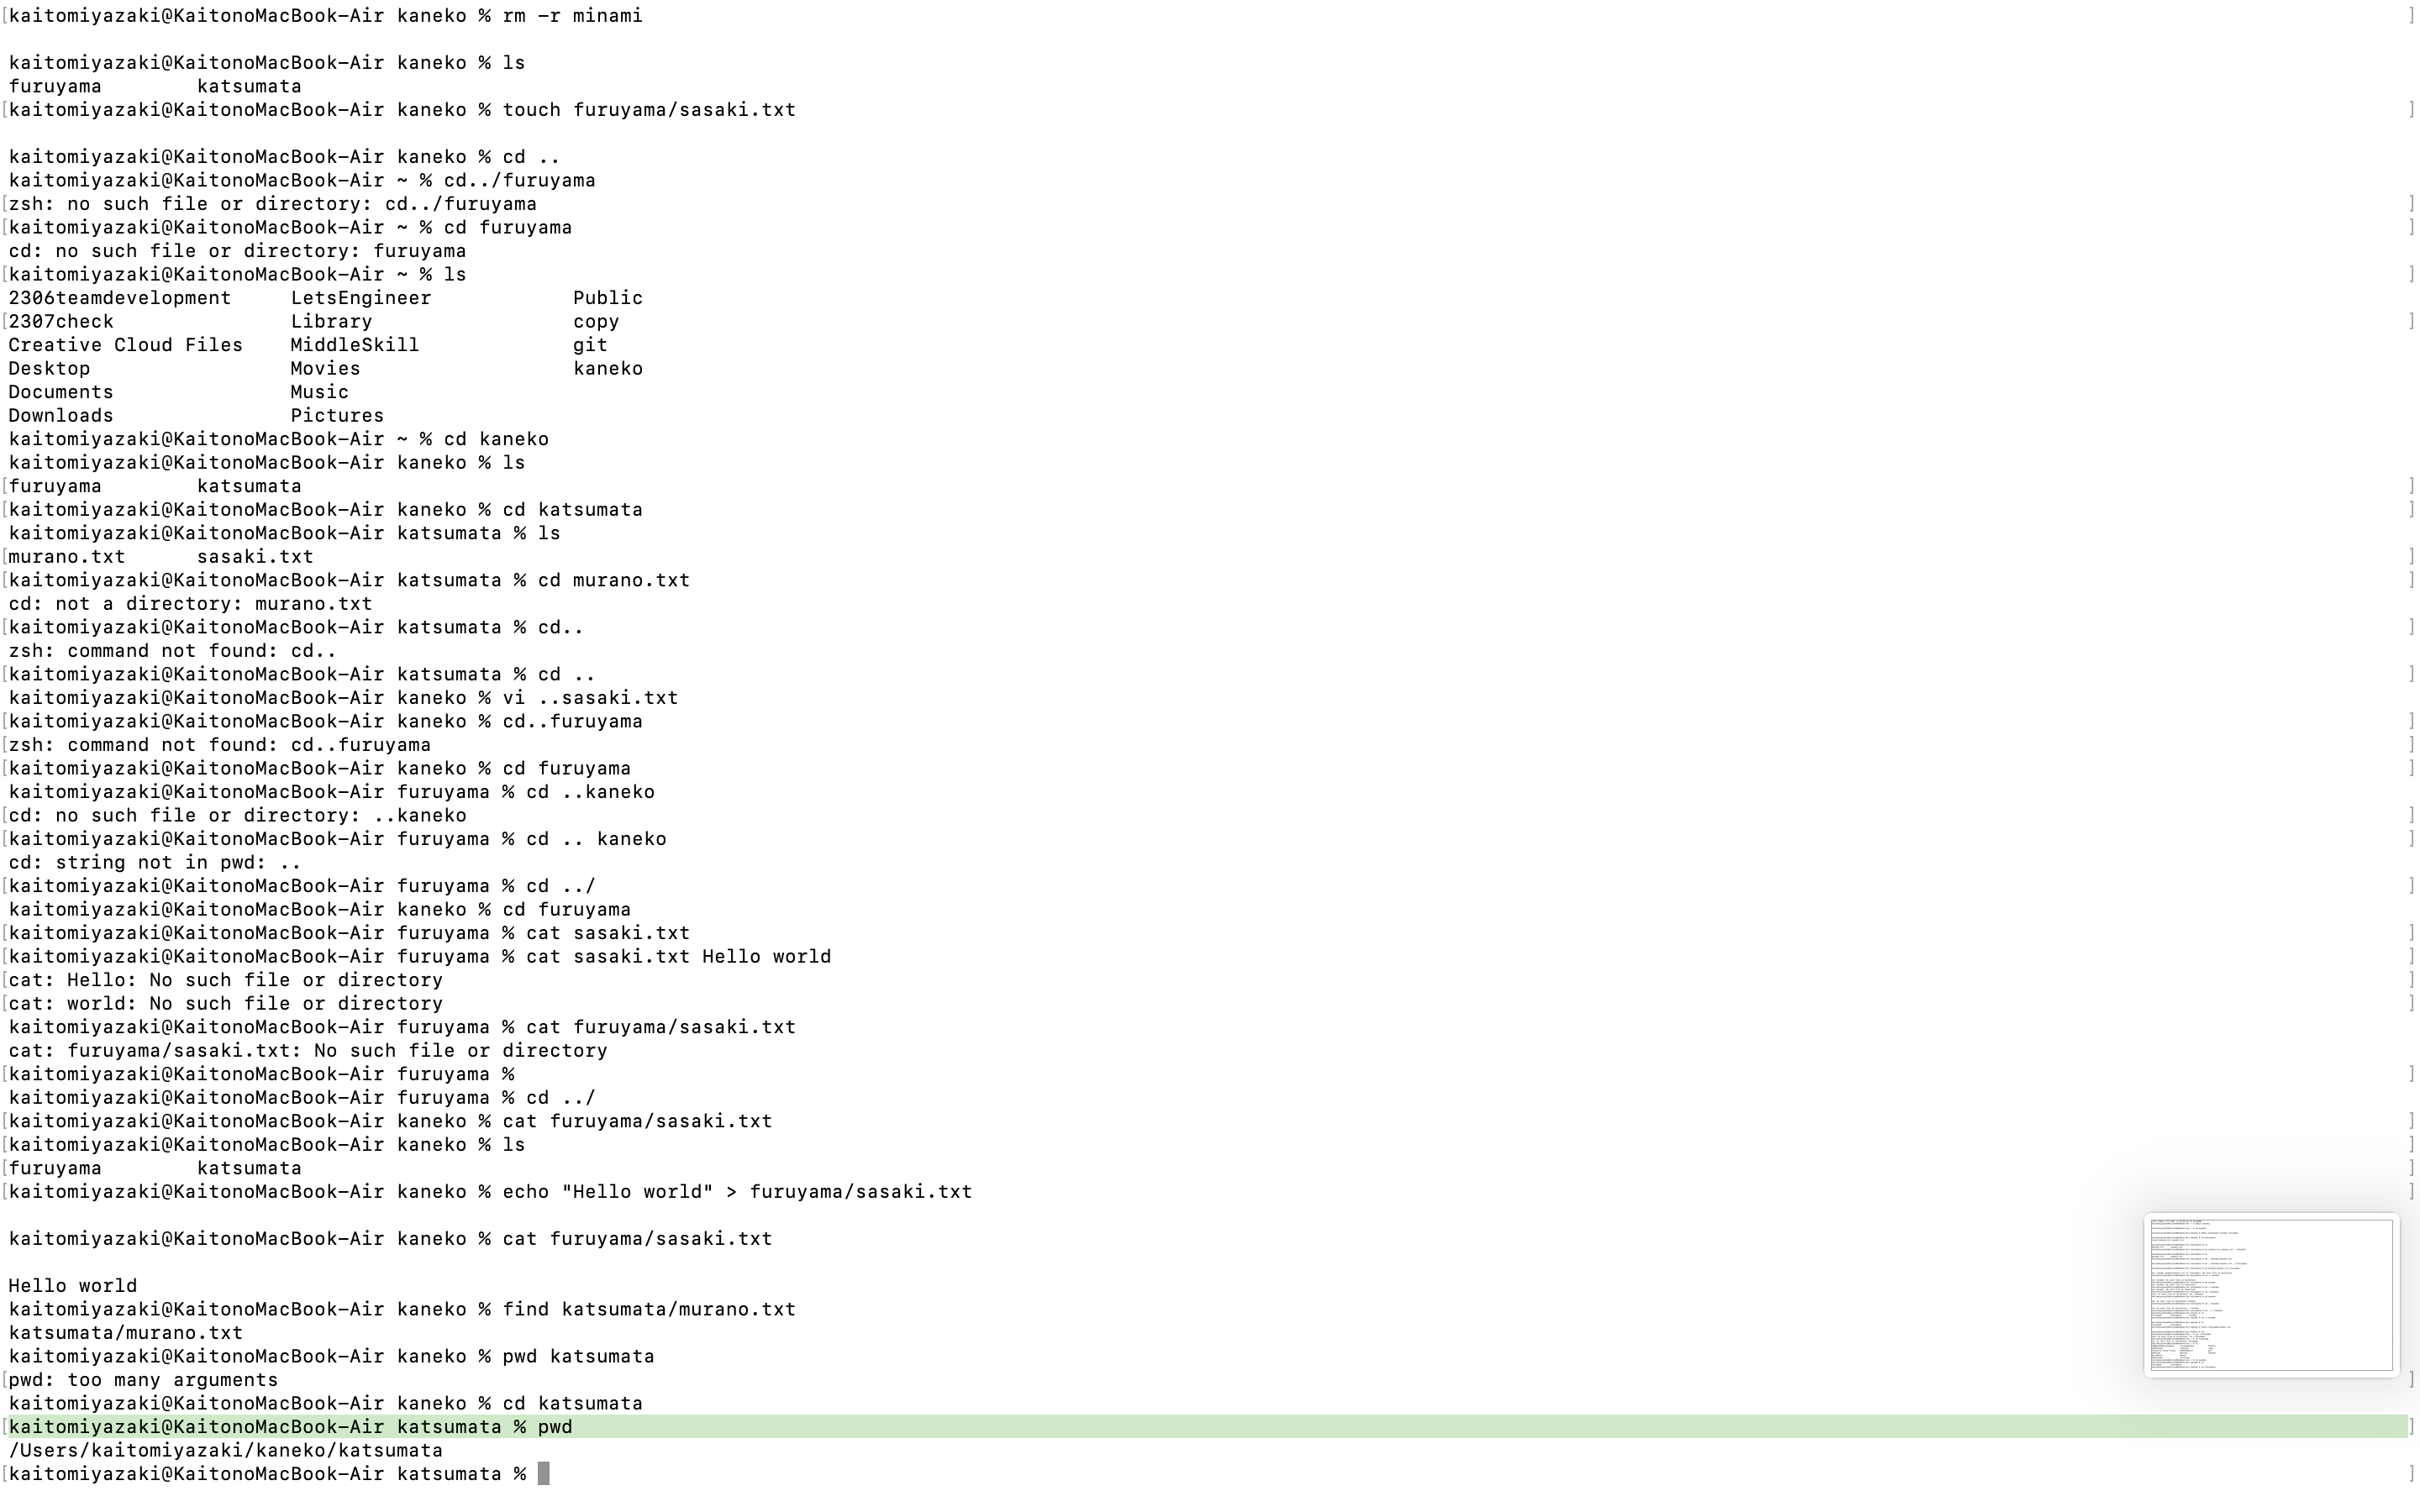 kaitomiyazaki@KaitonoMacBook-Air kaneko % rm -r minami
kaitomiyazaki@KaitonoMacBook-Air kaneko % ls
furuyama        katsumata
kaitomiyazaki@KaitonoMacBook-Air kaneko % touch furuyama/sasaki.txt
kaitomiyazaki@KaitonoMacBook-Air kaneko % cd ..
kaitomiyazaki@KaitonoMacBook-Air ~ % cd../furuyama
zsh: no such file or directory: cd../furuyama
kaitomiyazaki@KaitonoMacBook-Air ~ % cd furuyama
cd: no such file or directory: furuyama
kaitomiyazaki@KaitonoMacBook-Air ~ % ls
2306teamdevelopment     LetsEngineer            Public
2307check               Library                 copy
Creative Cloud Files    MiddleSkill             git
Desktop                 Movies                  kaneko
Documents               Music
Downloads               Pictures
kaitomiyazaki@KaitonoMacBook-Air ~ % cd kaneko
kaitomiyazaki@KaitonoMacBook-Air kaneko % ls
furuyama        katsumata
kaitomiyazaki@KaitonoMacBook-Air kaneko % cd katsumata
kaitomiyazaki@KaitonoMacBook-Air katsumata % ls
murano.txt      sasaki.txt
kaitomiyazaki@KaitonoMacBook-Air katsumata % cd murano.txt
cd: not a directory: murano.txt
kaitomiyazaki@KaitonoMacBook-Air katsumata % cd..
zsh: command not found: cd..
kaitomiyazaki@KaitonoMacBook-Air katsumata % cd ..
kaitomiyazaki@KaitonoMacBook-Air kaneko % vi ..sasaki.txt
kaitomiyazaki@KaitonoMacBook-Air kaneko % cd..furuyama
zsh: command not found: cd..furuyama
kaitomiyazaki@KaitonoMacBook-Air kaneko % cd furuyama
kaitomiyazaki@KaitonoMacBook-Air furuyama % cd ..kaneko
cd: no such file or directory: ..kaneko
kaitomiyazaki@KaitonoMacBook-Air furuyama % cd .. kaneko
cd: string not in pwd: ..
kaitomiyazaki@KaitonoMacBook-Air furuyama % cd ../
kaitomiyazaki@KaitonoMacBook-Air kaneko % cd furuyama
kaitomiyazaki@KaitonoMacBook-Air furuyama % cat sasaki.txt
kaitomiyazaki@KaitonoMacBook-Air furuyama % cat sasaki.txt Hello world
cat: Hello: No such file or directory
cat: world: No such file or directory
kaitomiyazaki@KaitonoMacBook-Air furuyama % cat furuyama/sasaki.txt
cat: furuyama/sasaki.txt: No such file or directory
kaitomiyazaki@KaitonoMacBook-Air furuyama %
kaitomiyazaki@KaitonoMacBook-Air furuyama % cd ../
kaitomiyazaki@KaitonoMacBook-Air kaneko % cat furuyama/sasaki.txt
kaitomiyazaki@KaitonoMacBook-Air kaneko % ls
furuyama        katsumata
kaitomiyazaki@KaitonoMacBook-Air kaneko % echo "Hello world" > furuyama/sasaki.txt
kaitomiyazaki@KaitonoMacBook-Air kaneko % cat furuyama/sasaki.txt
Hello world
kaitomiyazaki@KaitonoMacBook-Air kaneko % find katsumata/murano.txt
katsumata/murano.txt
kaitomiyazaki@KaitonoMacBook-Air kaneko % pwd katsumata
pwd: too many arguments
kaitomiyazaki@KaitonoMacBook-Air kaneko % cd katsumata
kaitomiyazaki@KaitonoMacBook-Air katsumata % pwd
/Users/kaitomiyazaki/kaneko/katsumata
kaitomiyazaki@KaitonoMacBook-Air katsumata %